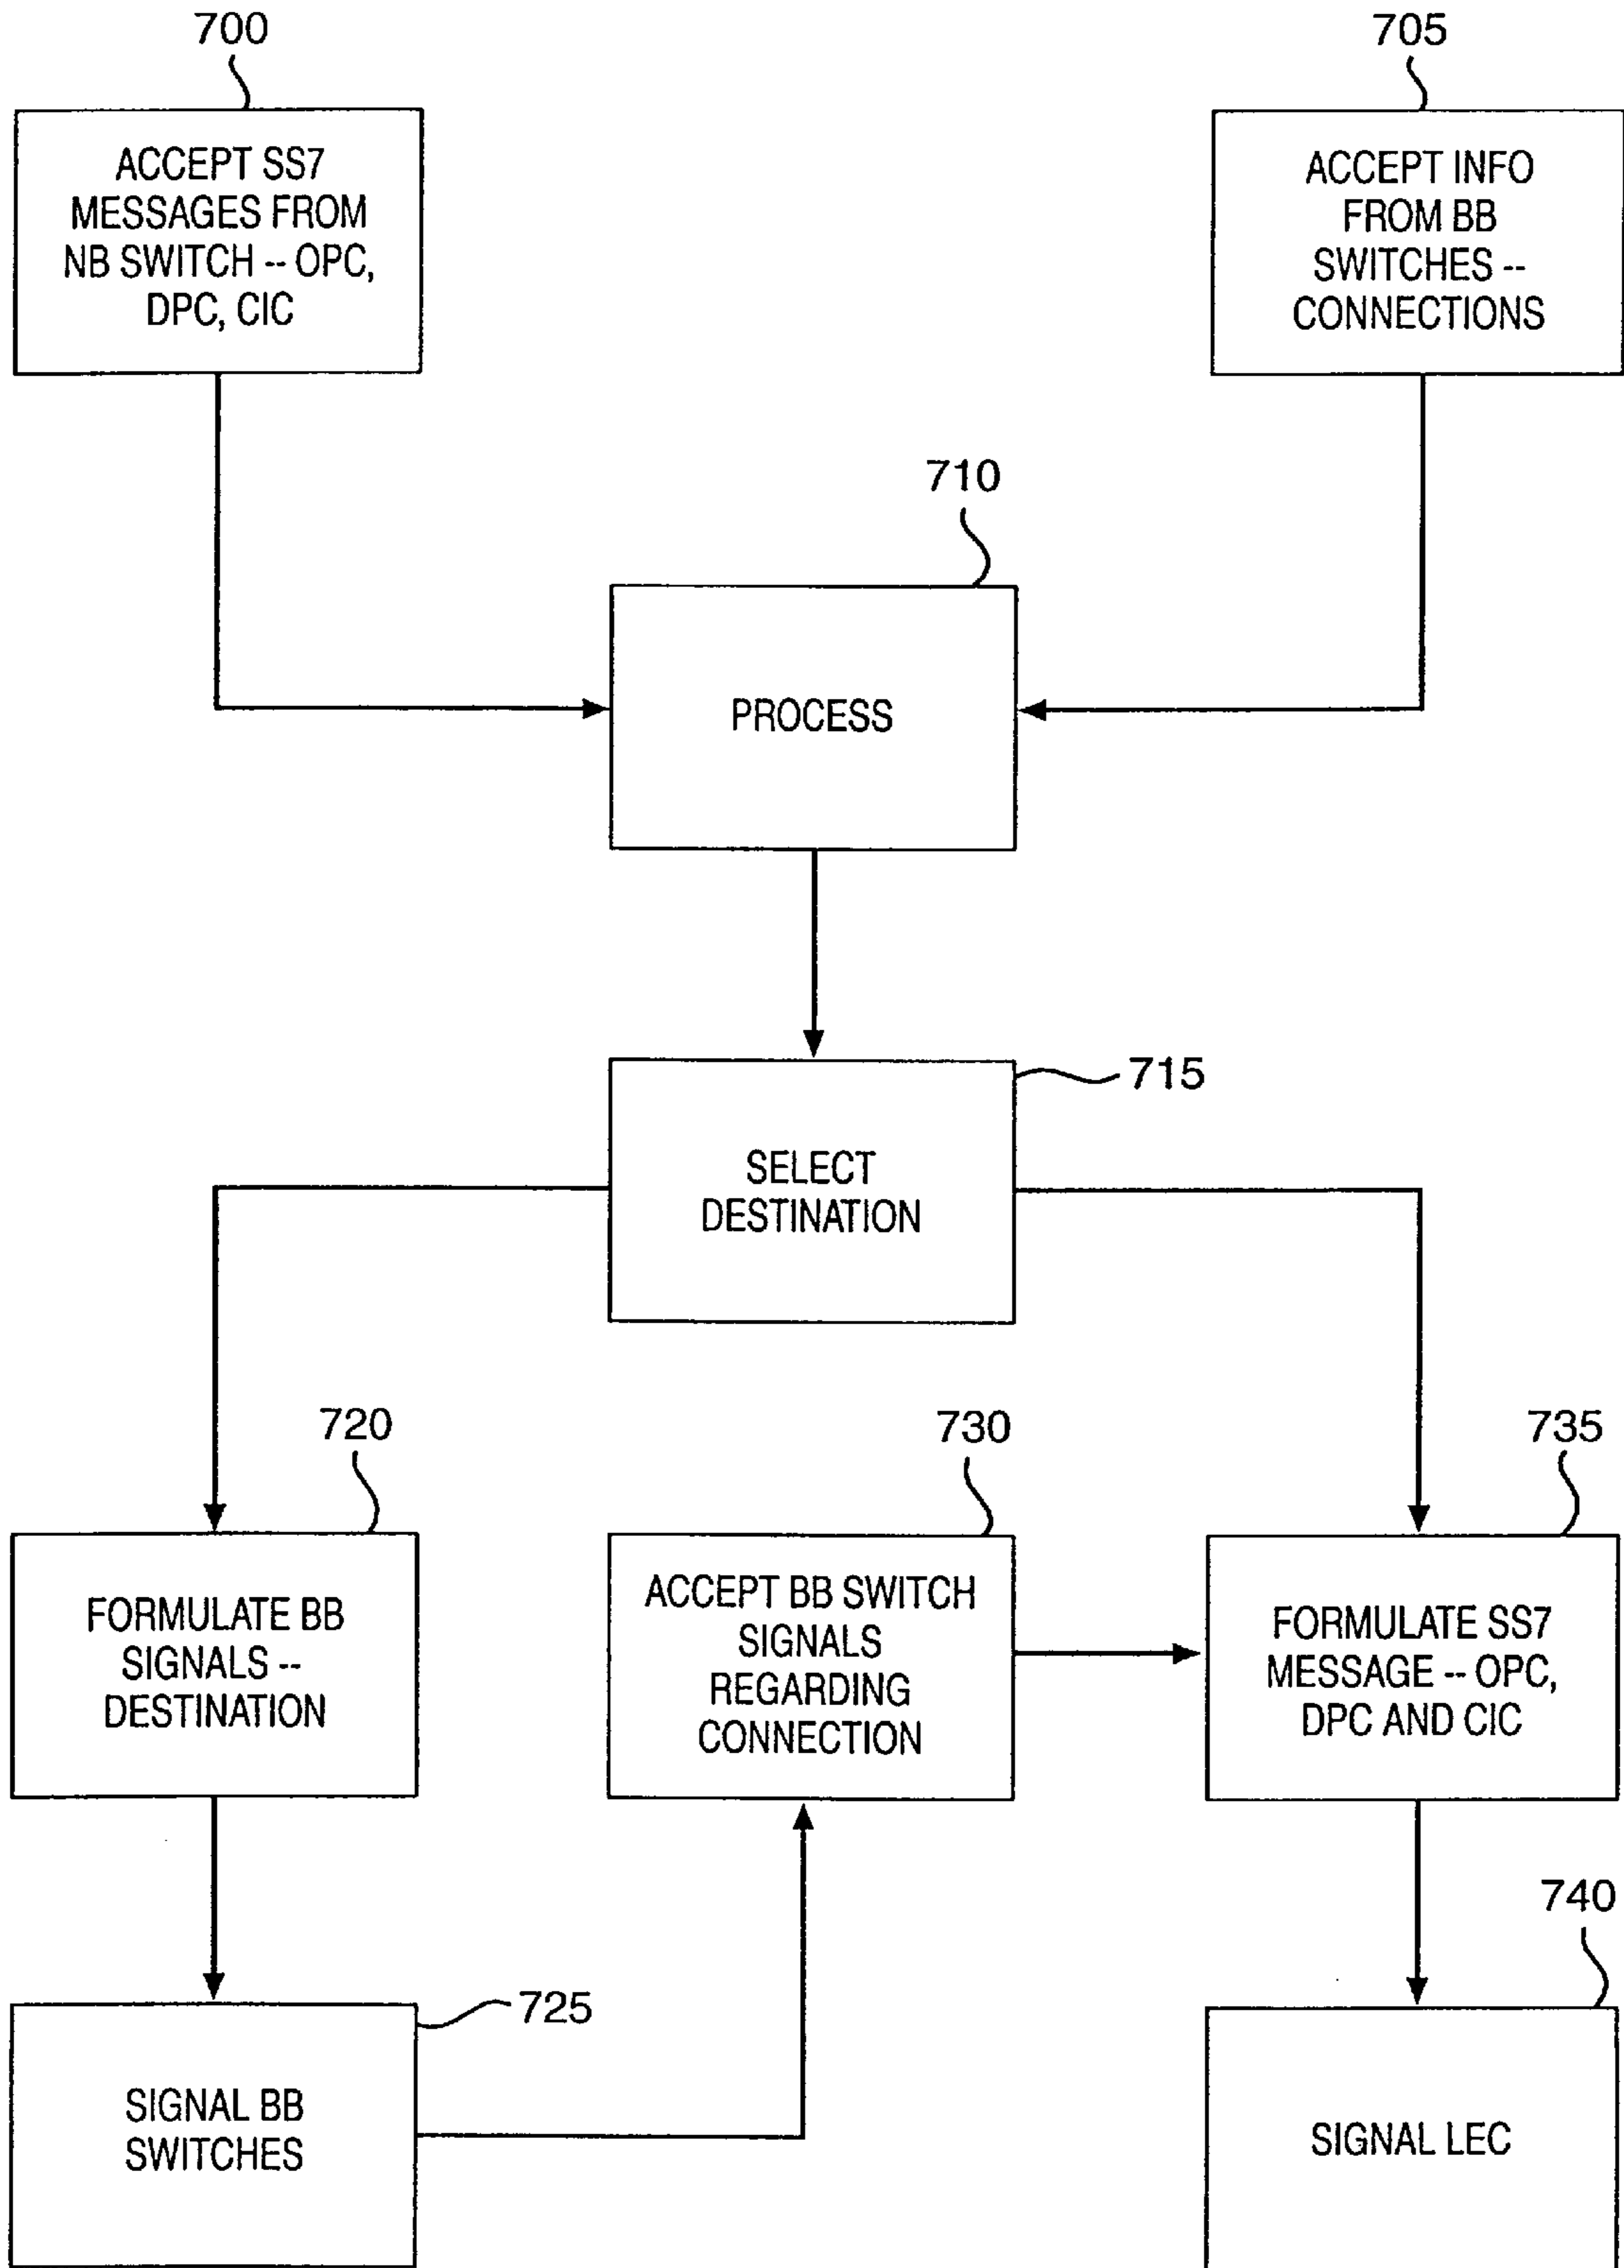 700
705
ACCEPT SS7
MESSAGES FROM
NB SWITCH -- OPC,
DPC, CIC
ACCEPT INFO
FROM BB
SWITCHES --
CONNECTIONS
710
PROCESS
715
SELECT
DESTINATION
720
730
735
FORMULATE BB
SIGNALS --
DESTINATION
ACCEPT BB SWITCH
SIGNALS
REGARDING
CONNECTION
FORMULATE SS7
MESSAGE -- OPC,
DPC AND CIC
725
740
SIGNAL BB
SWITCHES
SIGNAL LEC